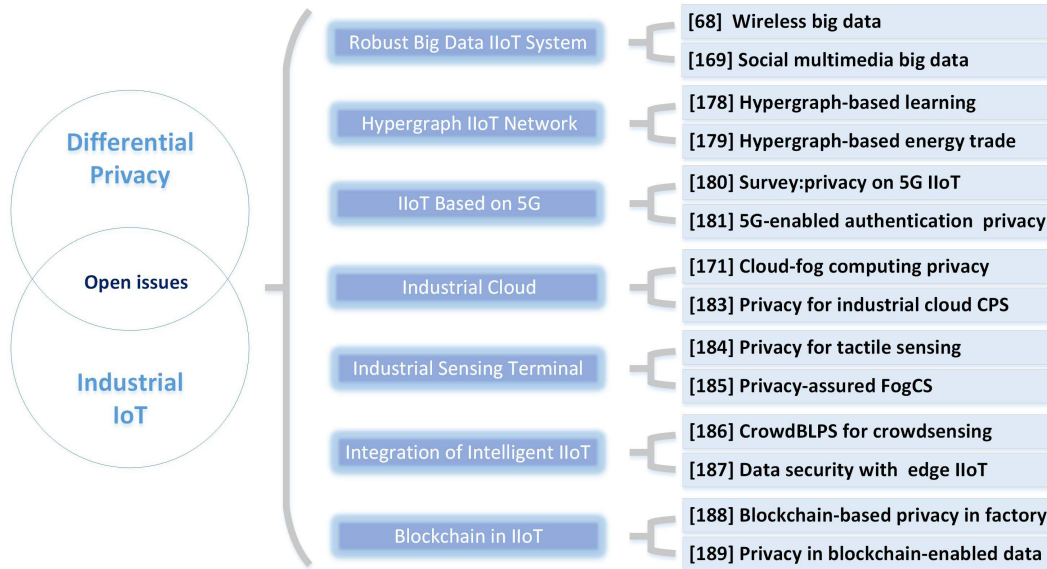 Differential
Privacy
Open issues
Industrial
IoT
Robust Big Data IIoT System
[68] Wireless big data
[169] Social multimedia big data
Hypergraph IIoT Network
[178] Hypergraph-based learning
[179] Hypergraph-based energy trade
IIoT Based on 5G
[180] Survey:privacy on 5G IIoT
[181] 5G-enabled authentication privacy
Industrial Cloud
[171] Cloud-fog computing privacy
[183] Privacy for industrial cloud CPS
Industrial Sensing Terminal
[184] Privacy for tactile sensing
[185] Privacy-assured FogCS
Integration of Intelligent IIoT
[186] CrowdBLPS for crowdsensing
[187] Data security with edge IIoT
Blockchain in IIoT
[188] Blockchain-based privacy in factory
[189] Privacy in blockchain-enabled data